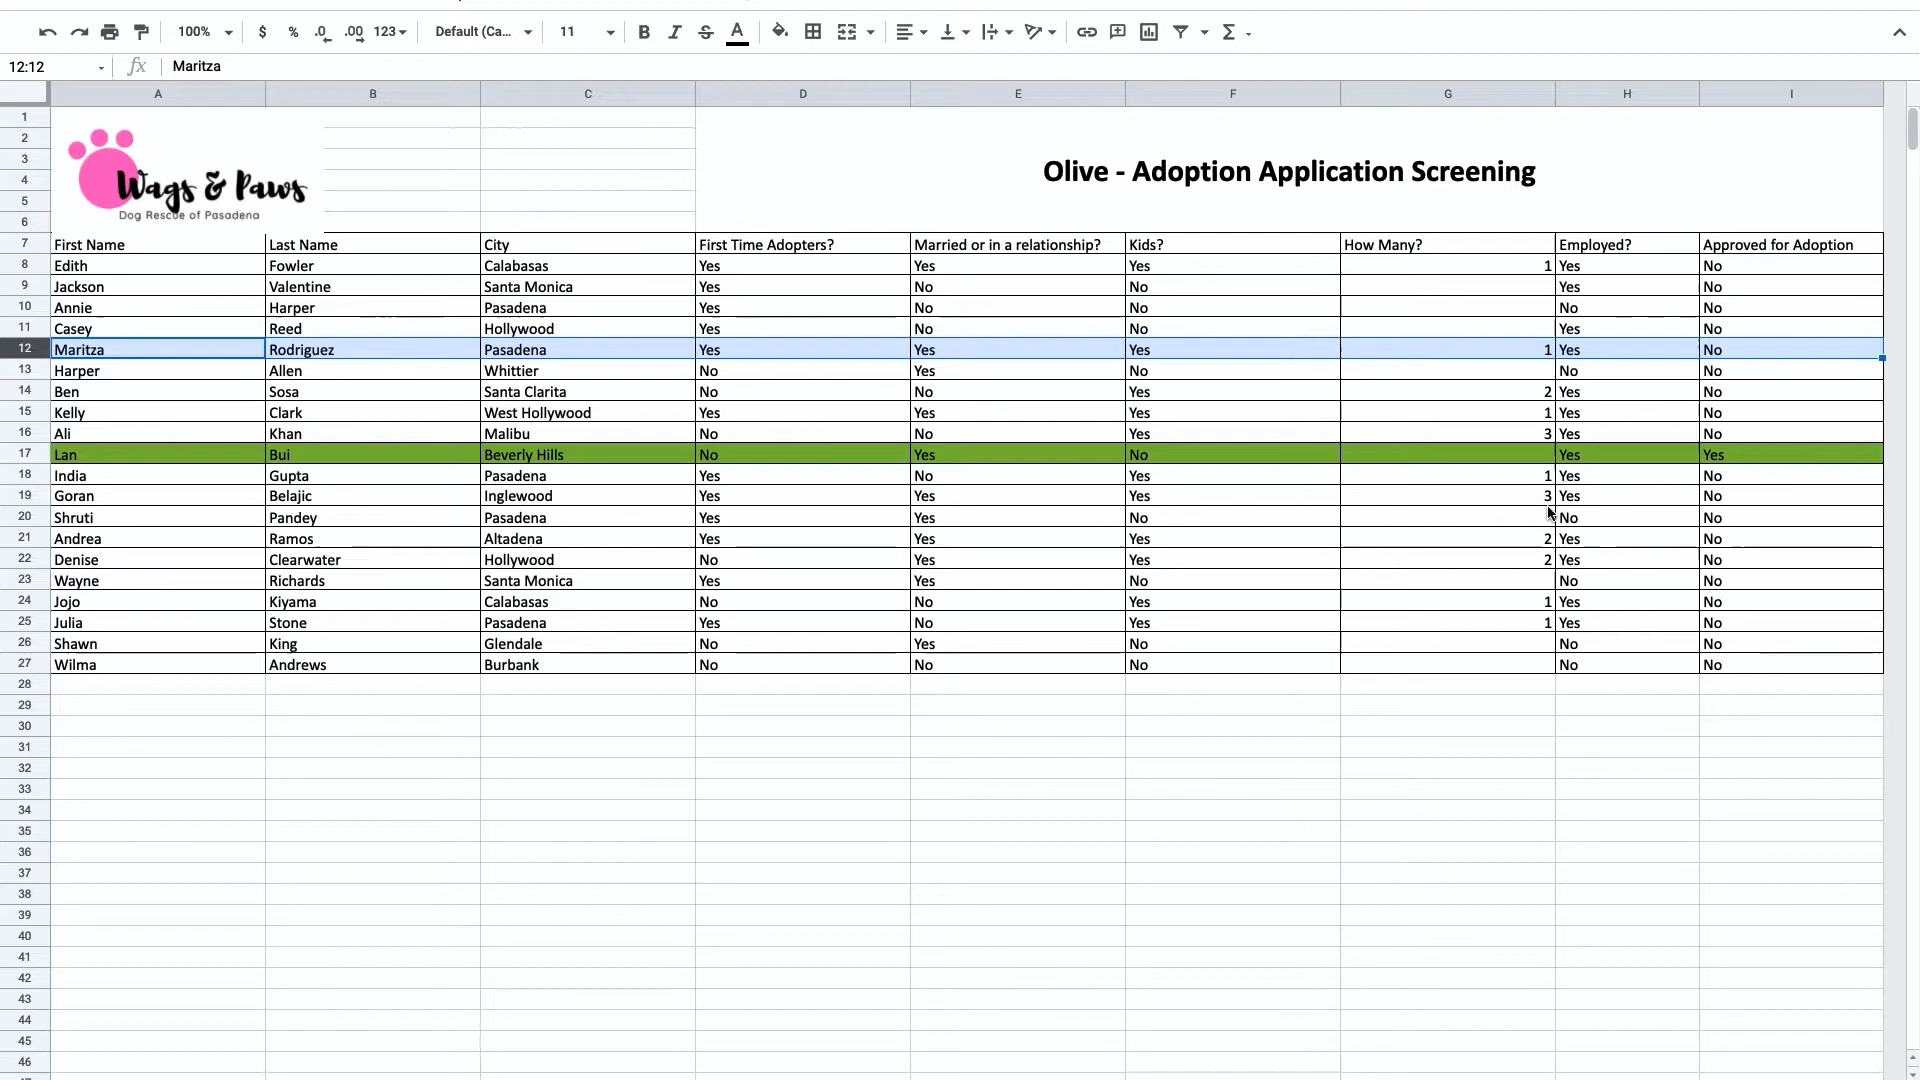 100% $ % .0 .00 123 Default (Ca... 11 B I S A Σ
12:12 fx Maritza
A B C D E F G H I
1
2
3
4
5
6
Wags & Paws
Dog Rescue of Pasadena
Olive - Adoption Application Screening
7 First Name Last Name City First Time Adopters? Married or in a relationship? Kids? How Many? Employed? Approved for Adoption
8 Edith Fowler Calabasas Yes Yes Yes 1 Yes No
9 Jackson Valentine Santa Monica Yes No No Yes No
10 Annie Harper Pasadena Yes No No No No
11 Casey Reed Hollywood Yes No No Yes No
12 Maritza Rodriguez Pasadena Yes Yes Yes 1 Yes No
13 Harper Allen Whittier No Yes No No No
14 Ben Sosa Santa Clarita No No Yes 2 Yes No
15 Kelly Clark West Hollywood Yes Yes Yes 1 Yes No
16 Ali Khan Malibu No No Yes 3 Yes No
17 Lan Bui Beverly Hills No Yes No Yes Yes
18 India Gupta Pasadena Yes No Yes 1 Yes No
19 Goran Belajic Inglewood Yes Yes Yes 3 Yes No
20 Shruti Pandey Pasadena Yes Yes No No No
21 Andrea Ramos Altadena Yes Yes Yes 2 Yes No
22 Denise Clearwater Hollywood No Yes Yes 2 Yes No
23 Wayne Richards Santa Monica Yes Yes No No No
24 Jojo Kiyama Calabasas No No Yes 1 Yes No
25 Julia Stone Pasadena Yes No Yes 1 Yes No
26 Shawn King Glendale No Yes No No No
27 Wilma Andrews Burbank No No No No No
28
29
30
31
32
33
34
35
36
37
38
39
40
41
42
43
44
45
46